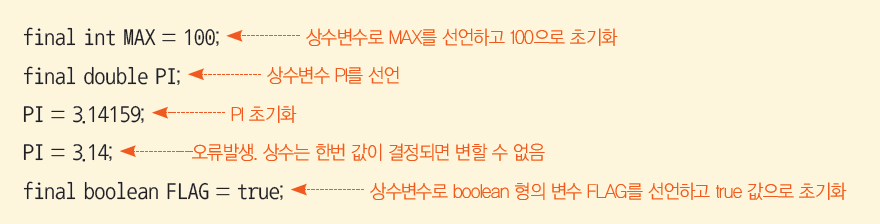 final int MAX = 100; 상수변수로 MAX를 선언하고 100으로 초기화
final double PI; 상수변수 PI를 선언
PI = 3.14159; PI 초기화
PI = 3.14; 오류발생. 상수는 한번 값이 결정되면 변할 수 없음
final boolean FLAG = true; 상수변수로 boolean 형의 변수 FLAG를 선언하고 true 값으로 초기화